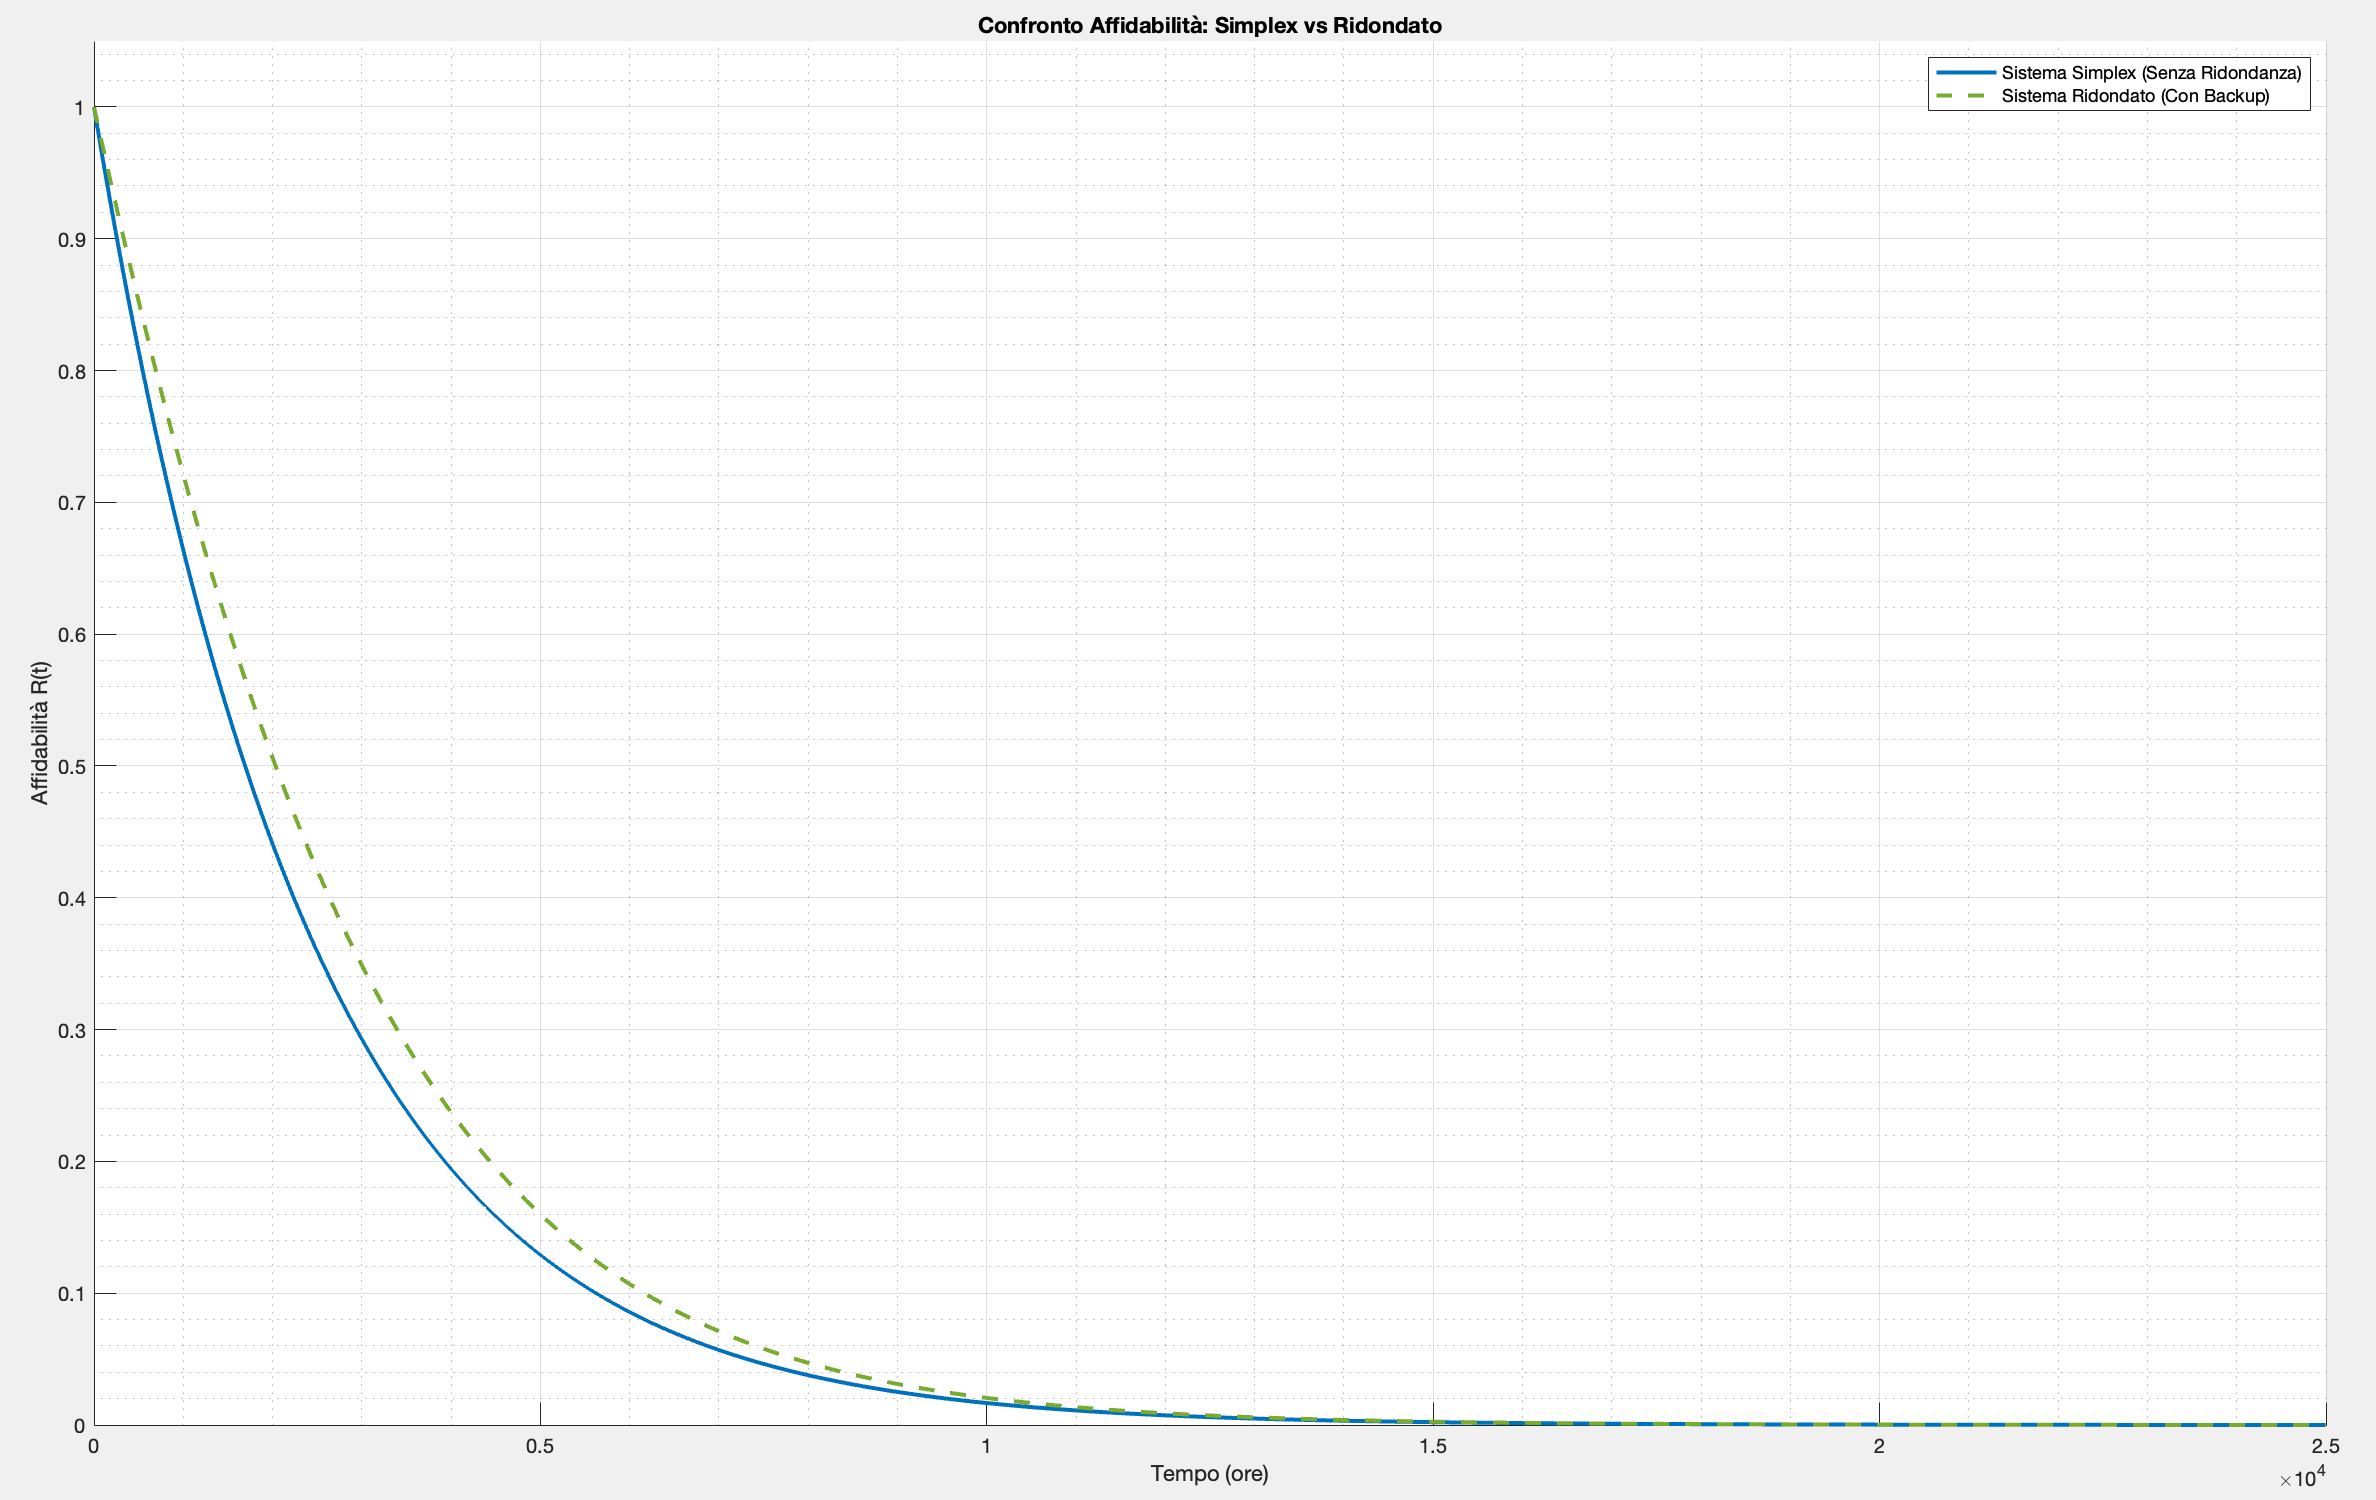 Confronto Affidabilità: Simplex vs Ridondato
Sistema Simplex (Senza Ridondanza)
Sistema Ridondato (Con Backup)
Affidabilità R(t)
1
0.9
0.8
0.7
0.6
0.5
0.4
0.3
0.2
0.1
0
0 0.5 1 1.5 2 2.5
Tempo (ore)
×10^4